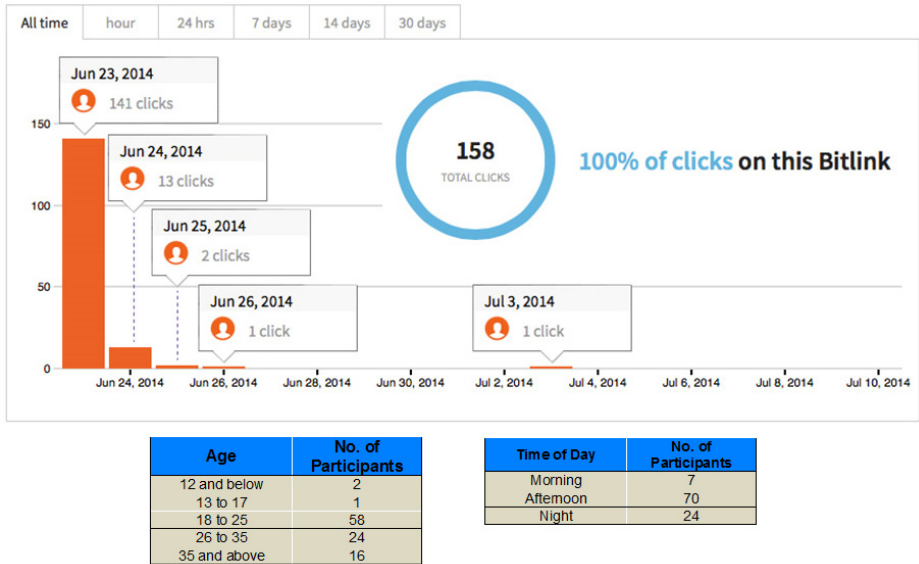 All time hour 24 hrs 7 days 14 days 30 days
Jun 23, 2014
141 clicks
150
Jun 24, 2014
13 clicks
158
TOTAL CLICKS
100% of clicks on this Bitlink
100
Jun 25, 2014
2 clicks
50
Jun 26, 2014
1 click
Jul 3, 2014
1 click
0
Jun 24, 2014 Jun 26, 2014 Jun 28, 2014 Jun 30, 2014 Jul 2, 2014 Jul 4, 2014 Jul 6, 2014 Jul 8, 2014 Jul 10, 2014
Age No. of Participants
12 and below 2
13 to 17 1
18 to 25 58
26 to 35 24
35 and above 16
Time of Day No. of Participants
Morning 7
Afternoon 70
Night 24